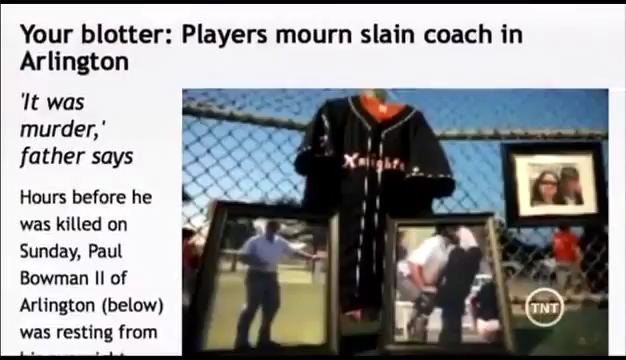 Your blotter: Players mourn slain coach in
Arlington
'It was
murder,'
father says
Hours before he
was killed on
Sunday, Paul
Bowman II of
Arlington (below)
was resting from
TNT